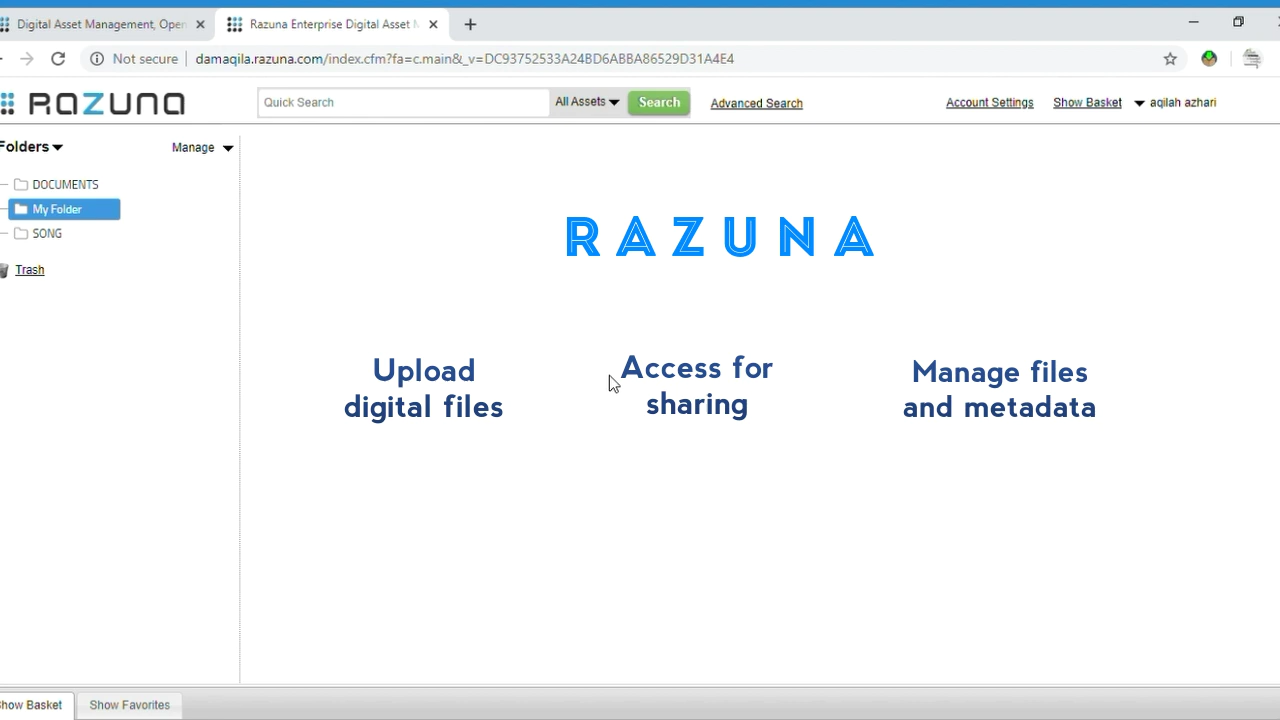 Digital Asset Management, Open
Razuna Enterprise Digital Asset M
Not secure
damaqila.razuna.com/index.cfm?fa=c.main&_v=DC93752533A24BD6ABBA86529D31A4E4
RAZUNA
Quick Search
All Assets
Search
Advanced Search
Account Settings
Show Basket
aqilah azhari
Folders
Manage
DOCUMENTS
My Folder
SONG
Trash
RAZUNA
Upload
digital files
Access for
sharing
Manage files
and metadata
Show Basket
Show Favorites